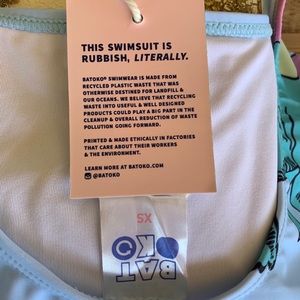 THIS SWIMSUIT IS
RUBBISH, LITERALLY.
BATOKO® SWIMWEAR IS MADE FROM
RECYCLED PLASTIC WASTE THAT WAS
OTHERWISE DESTINED FOR LANDFILL &
OUR OCEANS. WE BELIEVE THAT RECYCLING
WASTE INTO USEFUL & WELL DESIGNED
PRODUCTS COULD PLAY A BIG PART IN THE
CLEANUP & OVERALL REDUCTION OF WASTE
POLLUTION GOING FORWARD.
PRINTED & MADE ETHICALLY IN FACTORIES
THAT CARE ABOUT THEIR WORKERS
& THE ENVIRONMENT.
LEARN MORE AT BATOKO.COM
@BATOKO
XS
BAT
OKO